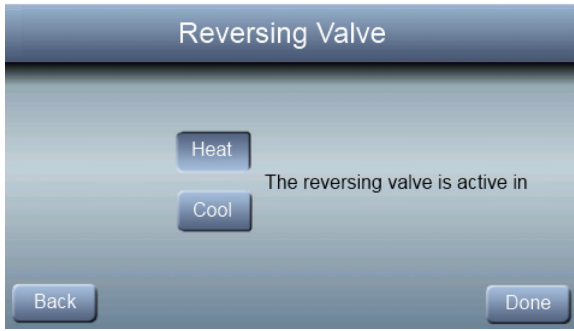 Reversing Valve
Heat
The reversing valve is active in
Cool
Back
Done